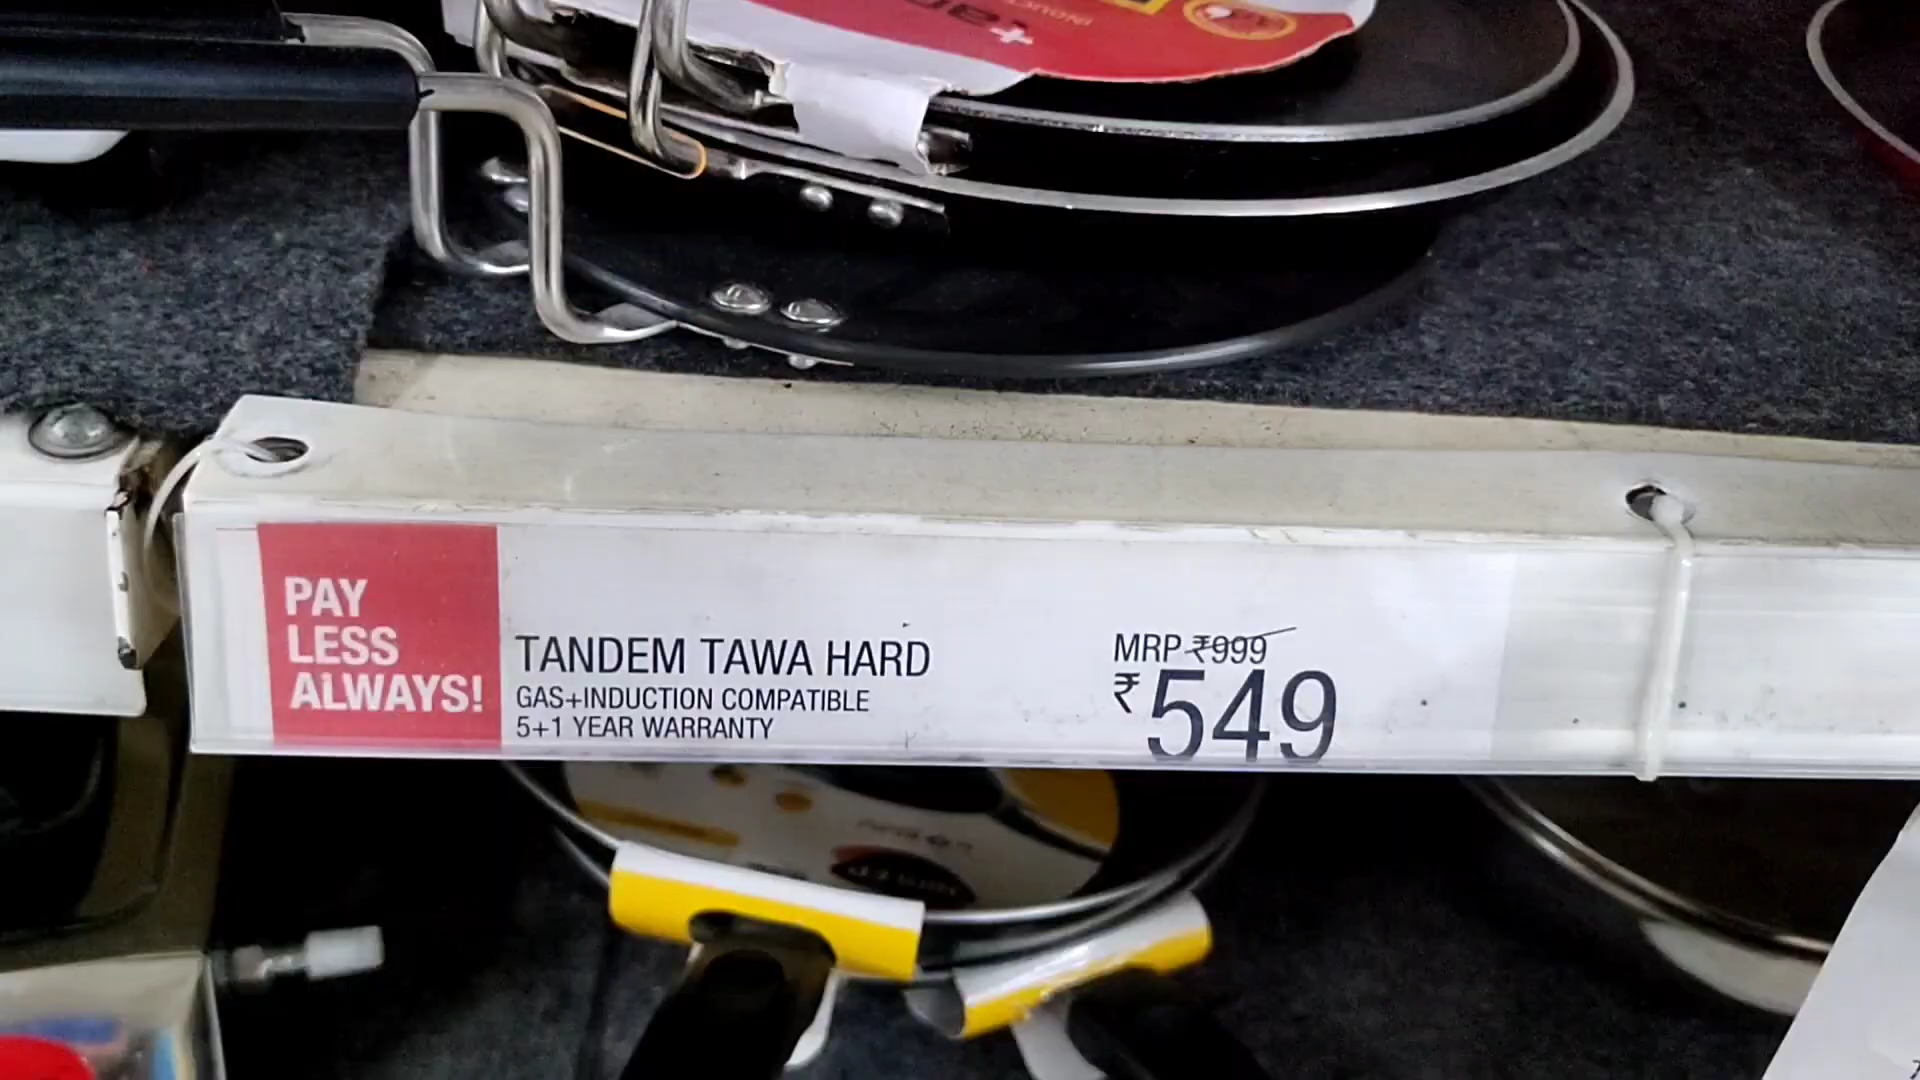 PAY
LESS
ALWAYS!
TANDEM TAWA HARD
GAS+INDUCTION COMPATIBLE
5+1 YEAR WARRANTY
MRP ₹999
₹549